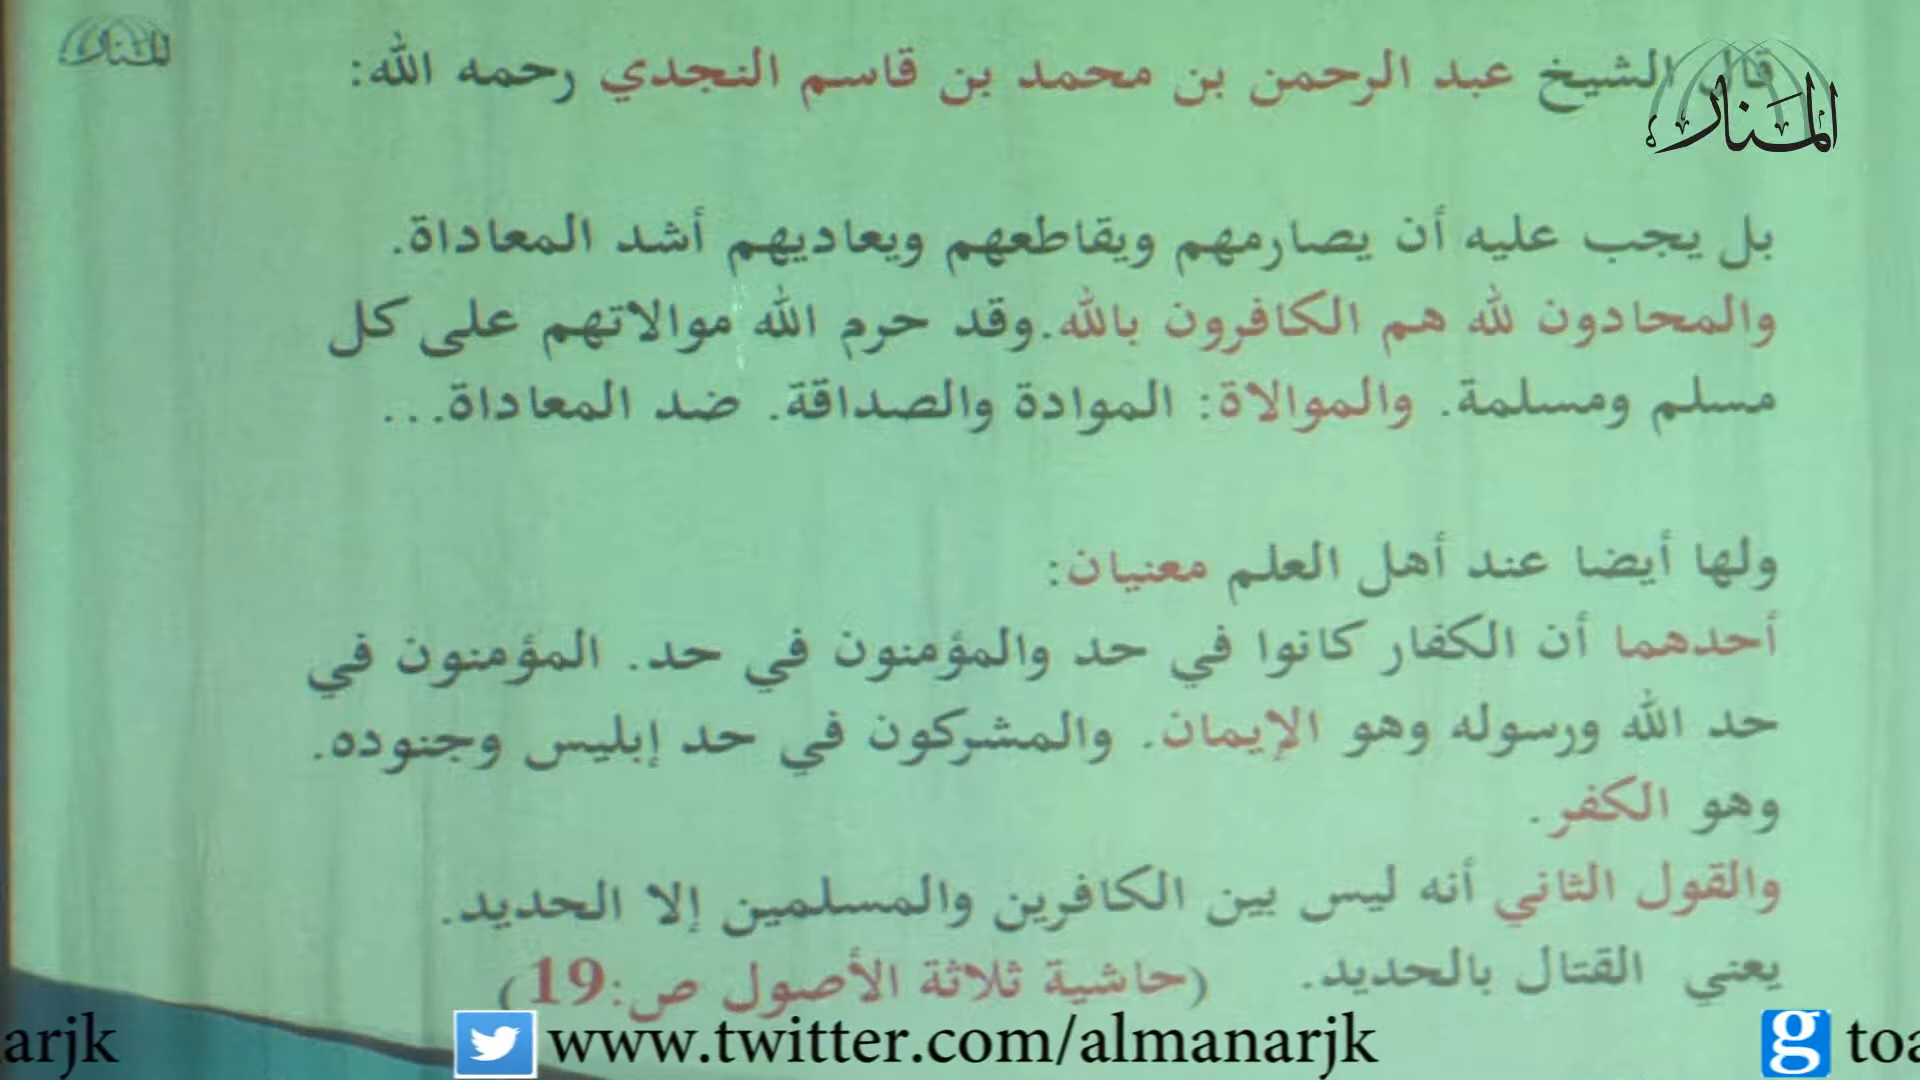 المنار
المنار
قال الشيخ عبد الرحمن بن محمد بن قاسم النجدي رحمه الله:
بل يجب عليه أن يصارمهم ويقاطعهم ويعاديهم أشد المعاداة.
والمحادون لله هم الكافرون بالله.وقد حرم الله موالاتهم على كل
مسلم ومسلمة. والموالاة: الموادة والصداقة. ضد المعاداة...
ولها أيضا عند أهل العلم معنيان:
أحدهما أن الكفار كانوا في حد والمؤمنون في حد. المؤمنون في
حد الله ورسوله وهو الإيمان. والمشركون في حد إبليس وجنوده.
وهو الكفر.
والقول الثاني أنه ليس بين الكافرين والمسلمين إلا الحديد.
يعني القتال بالحديد. (حاشية ثلاثة الأصول ص:19)
arjk www.twitter.com/almanarjk g toa